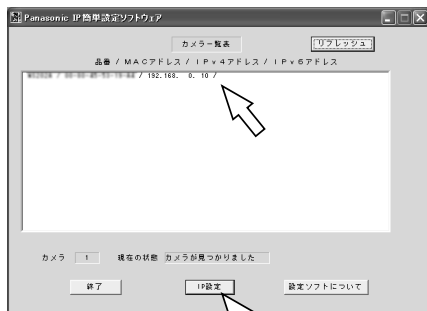 Panasonic IP簡単設定ソフトウェア
カメラ一覧表
リフレッシュ
品番 / MACアドレス / IPv4アドレス / IPv6アドレス
/ 192.168. 0. 10 /
カメラ 1 現在の状態 カメラが見つかりました
終了 IP設定 設定ソフトについて